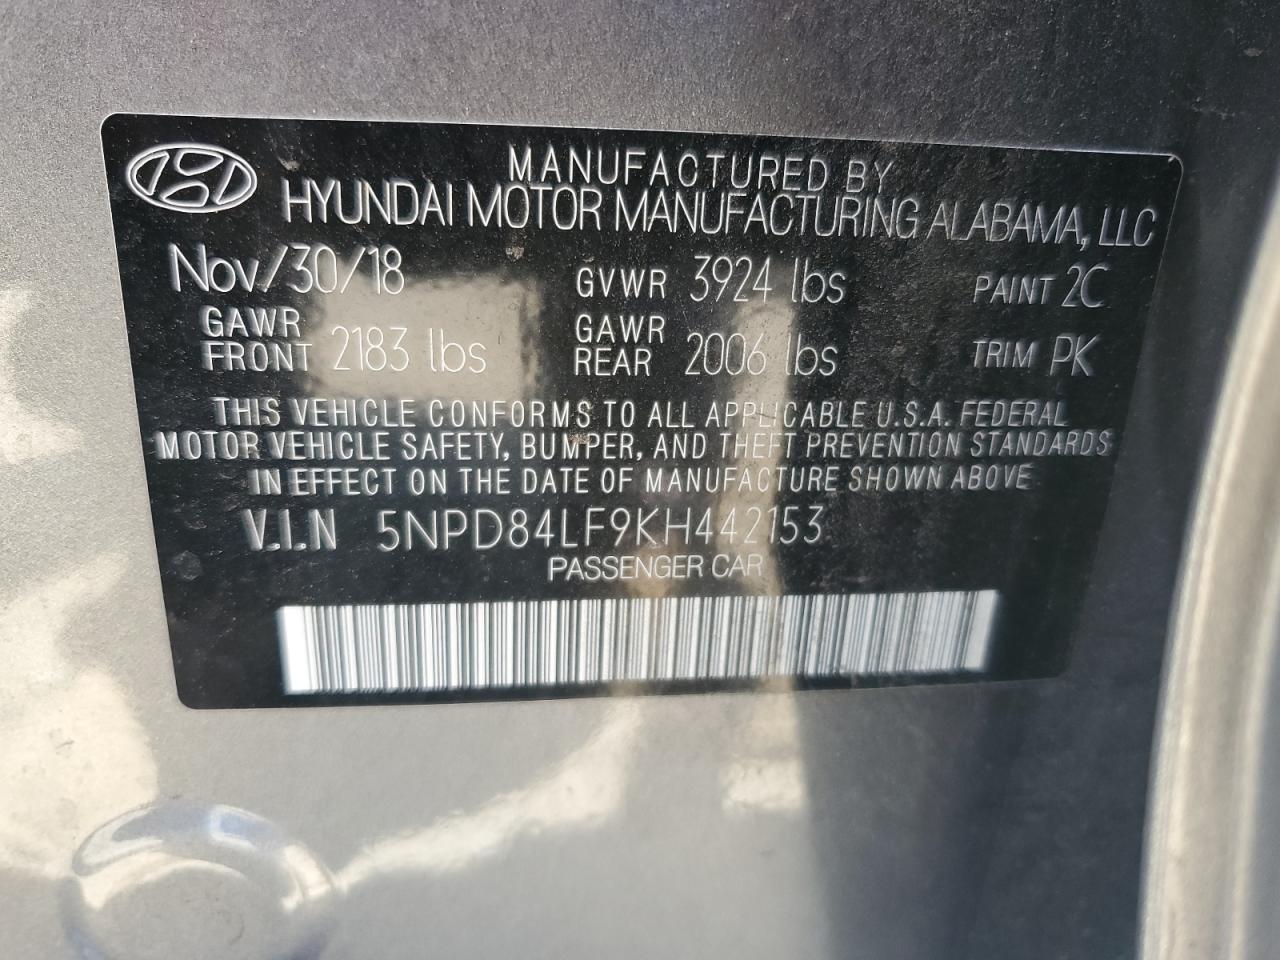 MANUFACTURED BY
HYUNDAI MOTOR MANUFACTURING ALABAMA, LLC
Nov/30/18 GVWR 3924 lbs PAINT 2C
GAWR FRONT 2183 lbs GAWR REAR 2006 lbs TRIM PK
THIS VEHICLE CONFORMS TO ALL APPLICABLE U.S.A. FEDERAL
MOTOR VEHICLE SAFETY, BUMPER, AND THEFT PREVENTION STANDARDS
IN EFFECT ON THE DATE OF MANUFACTURE SHOWN ABOVE
V.I.N 5NPD84LF9KH442153
PASSENGER CAR